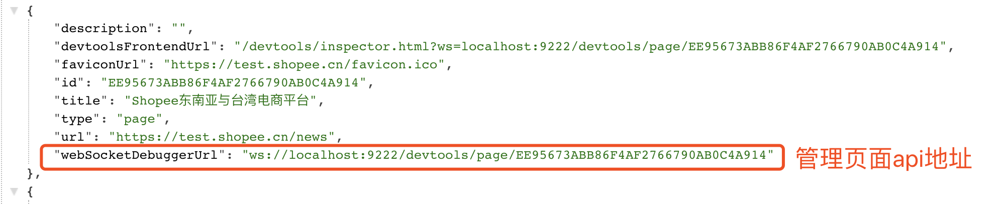 {
"description": "",
"devtoolsFrontendUrl": "/devtools/inspector.html?ws=localhost:9222/devtools/page/EE95673ABB86F4AF2766790AB0C4A914",
"faviconUrl": "https://test.shopee.cn/favicon.ico",
"id": "EE95673ABB86F4AF2766790AB0C4A914",
"title": "Shopee东南亚与台湾电商平台",
"type": "page",
"url": "https://test.shopee.cn/news",
"webSocketDebuggerUrl": "ws://localhost:9222/devtools/page/EE95673ABB86F4AF2766790AB0C4A914" 管理页面api地址
},
{